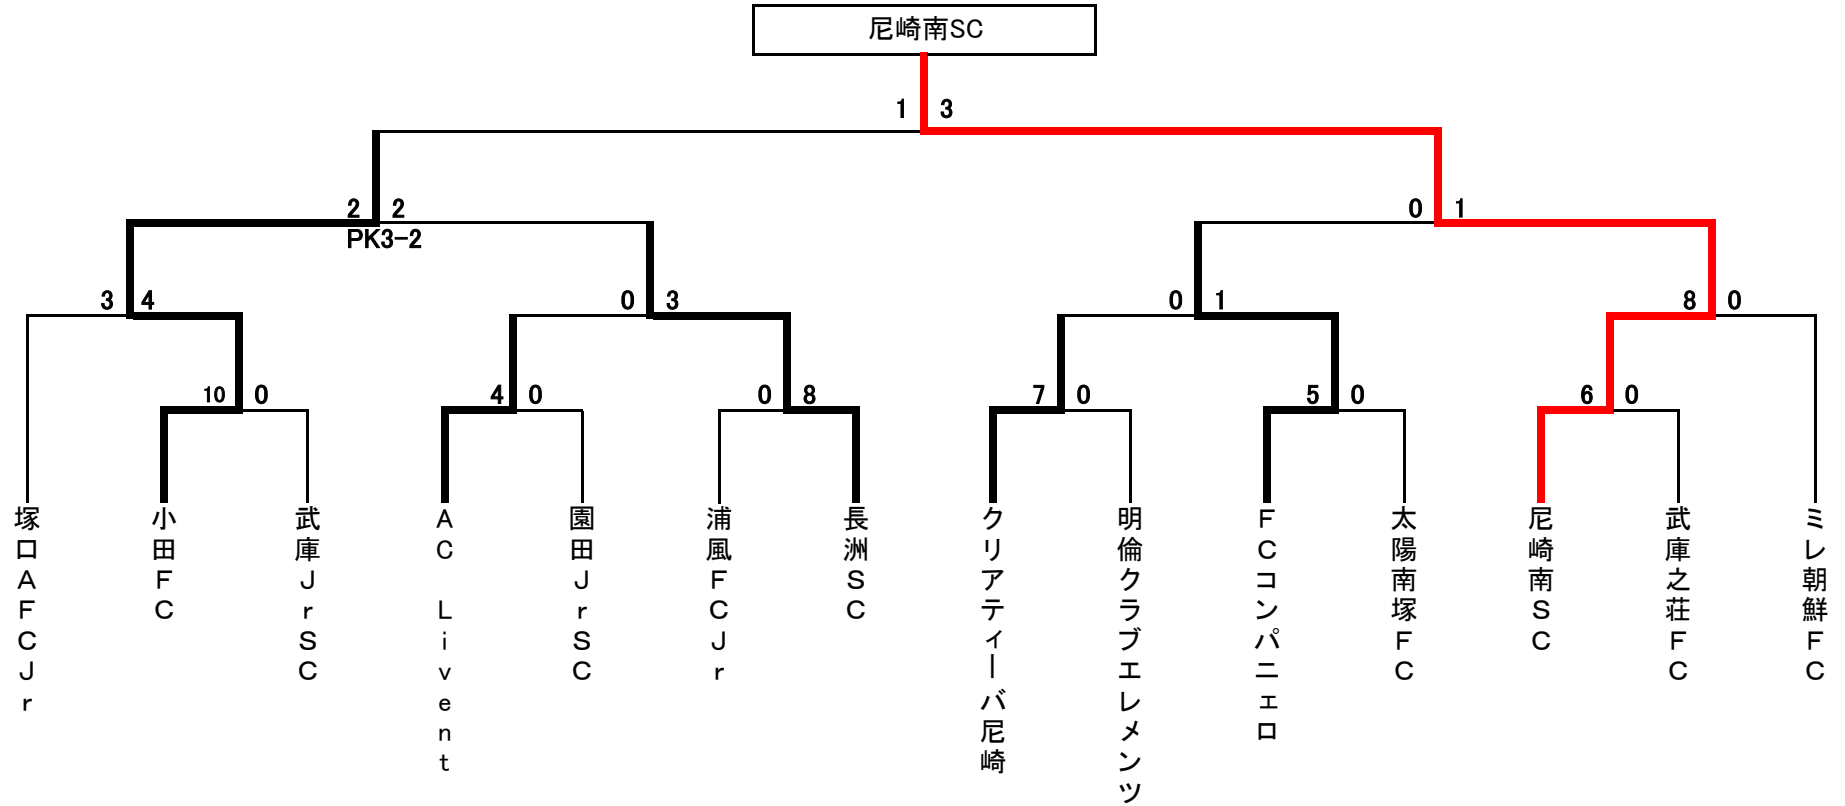 尼崎南SC
1 3
2 2
PK3-2
0 1
3 4
0 3
0 1
8 0
10 0
4 0
0 8
7 0
5 0
6 0
塚口AFCJr
小田FC
武庫JrSC
AC Livent
園田JrSC
浦風FCJr
長洲SC
クリアティーバ尼崎
明倫クラブエレメンツ
FCコンパニェロ
太陽南塚FC
尼崎南SC
武庫之荘FC
ミレ朝鮮FC